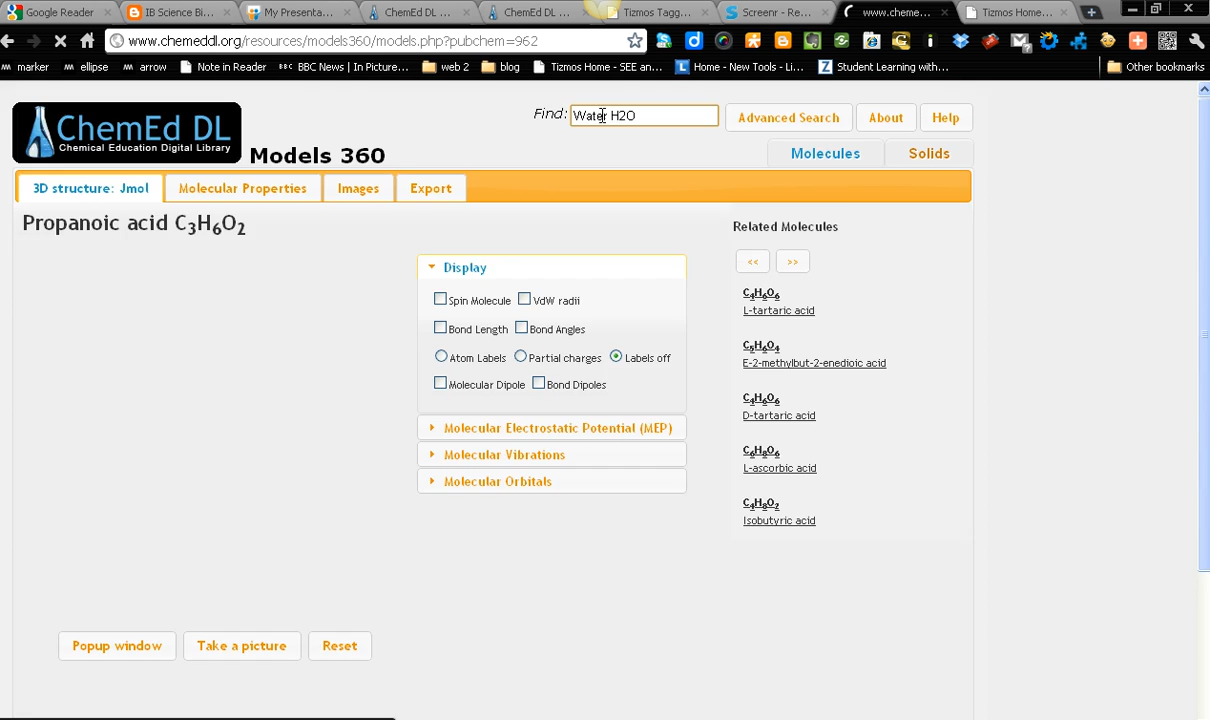 Google Reader
IB Science Bi...
My Presenta...
ChemEd DL ...
ChemEd DL ...
Tizmos Tagg...
Screenr - Re...
www.cheme...
Tizmos Home...
www.chemeddl.org/resources/models360/models.php?pubchem=962
marker
ellipse
arrow
Note in Reader
BBC BBC News | In Picture...
web 2
blog
Tizmos Home - SEE an...
Home - New Tools - Li...
Student Learning with...
Other bookmarks
ChemEd DL
Chemical Education Digital Library
Models 360
Find: Water H2O
Advanced Search
About
Help
Molecules
Solids
3D structure: Jmol
Molecular Properties
Images
Export
Propanoic acid C3H6O2
Display
Spin Molecule VdW radii
Bond Length Bond Angles
Atom Labels Partial charges Labels off
Molecular Dipole Bond Dipoles
Molecular Electrostatic Potential (MEP)
Molecular Vibrations
Molecular Orbitals
Related Molecules
<< >>
C4H6O6
L-tartaric acid
C5H6O4
E-2-methylbut-2-enedioic acid
C4H6O6
D-tartaric acid
C6H8O6
L-ascorbic acid
C4H8O2
Isobutyric acid
Popup window
Take a picture
Reset